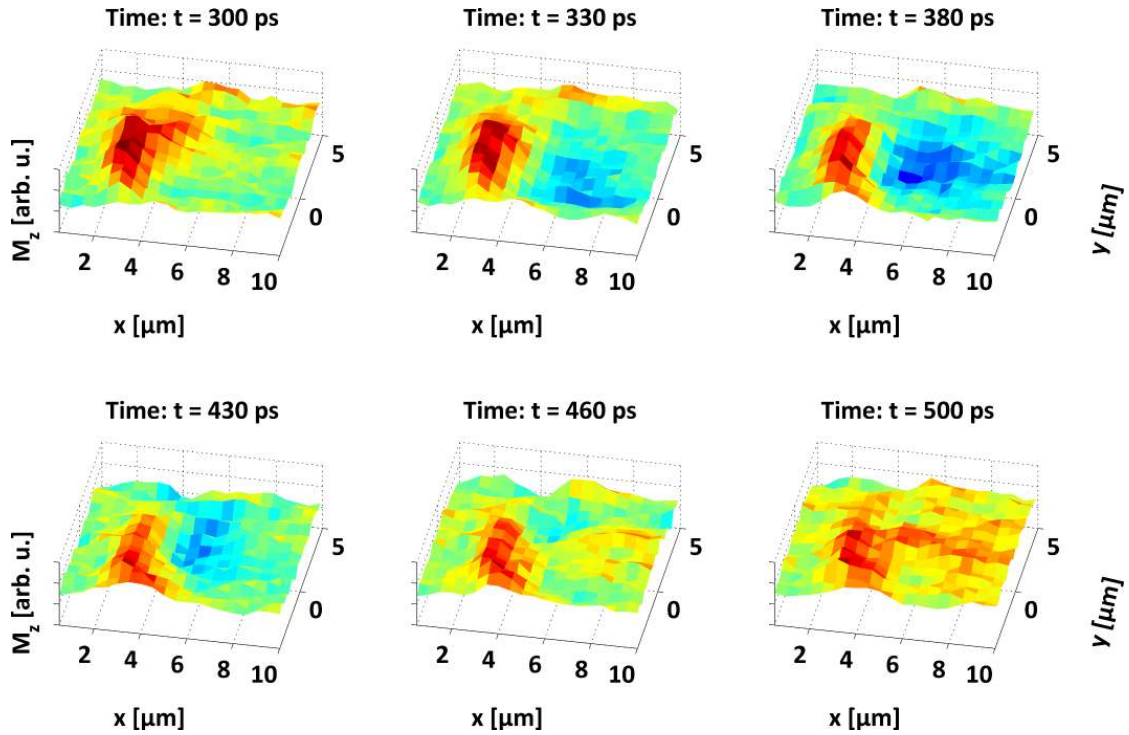 Time: t = 300 ps
Time: t = 330 ps
Time: t = 380 ps
M_z [arb. u.]
5
0
2
4
6
8
10
x [μm]
5
0
2
4
6
8
10
x [μm]
5
0
2
4
6
8
10
x [μm]
y [μm]
Time: t = 430 ps
Time: t = 460 ps
Time: t = 500 ps
M_z [arb. u.]
5
0
2
4
6
8
10
x [μm]
5
0
2
4
6
8
10
x [μm]
5
0
2
4
6
8
10
x [μm]
y [μm]